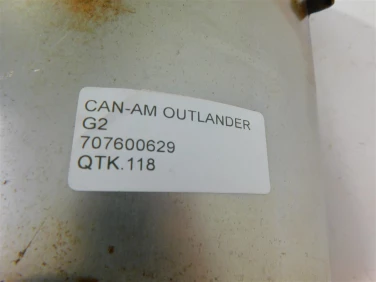 CAN-AM OUTLANDER
G2
707600629
QTK.118